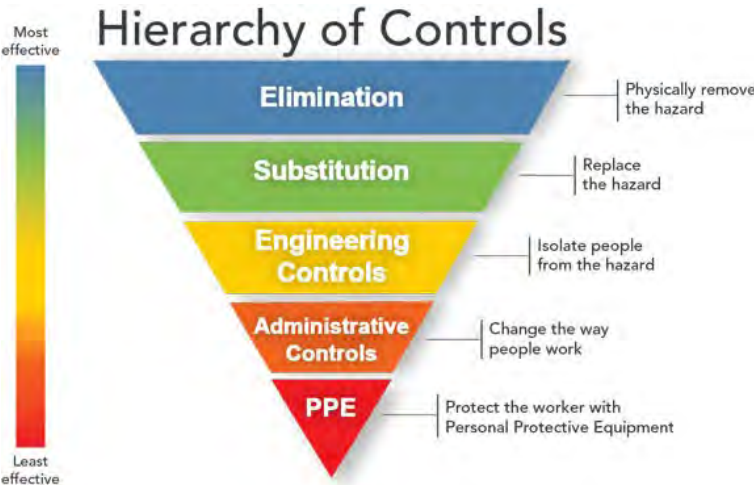 Hierarchy of Controls
Most
effective
Elimination
Physically remove
the hazard
Substitution
Replace
the hazard
Engineering
Controls
Isolate people
from the hazard
Administrative
Controls
Change the way
people work
PPE
Protect the worker with
Personal Protective Equipment
Least
effective